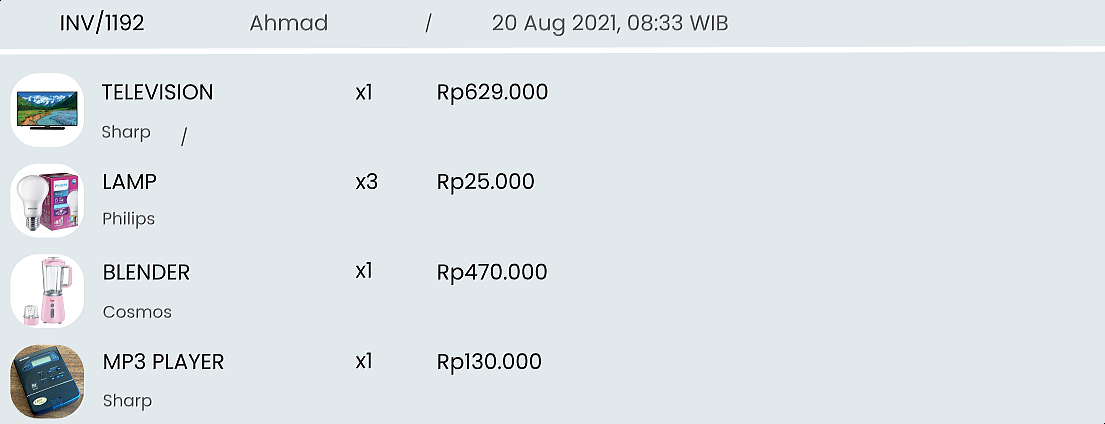 INV/1192 Ahmad / 20 Aug 2021, 08:33 WIB
TELEVISION x1 Rp629.000
Sharp /
LAMP x3 Rp25.000
Philips
BLENDER x1 Rp470.000
Cosmos
MP3 PLAYER x1 Rp130.000
Sharp